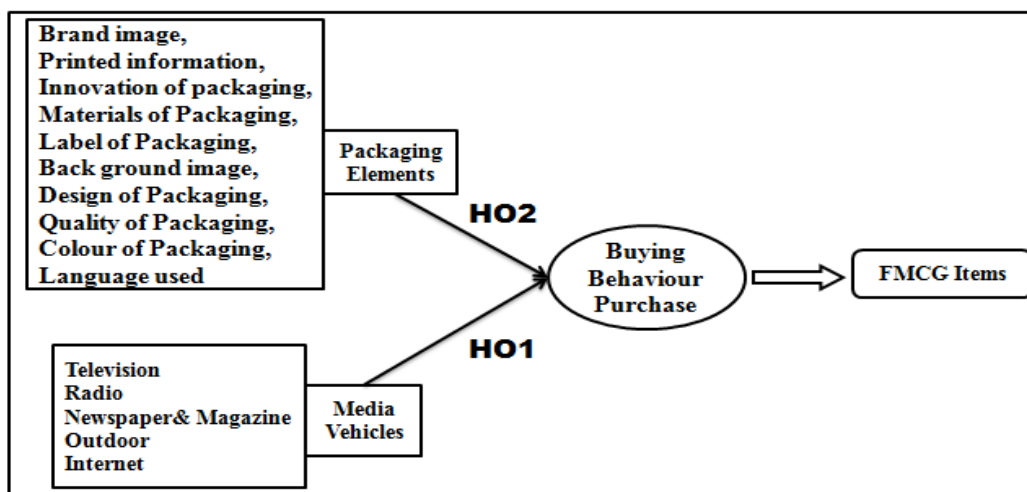 Brand image,
Printed information,
Innovation of packaging,
Materials of Packaging,
Label of Packaging,
Back ground image,
Design of Packaging,
Quality of Packaging,
Colour of Packaging,
Language used
Packaging
Elements
HO2
Buying
Behaviour
Purchase
FMCG Items
HO1
Television
Radio
Newspaper& Magazine
Outdoor
Internet
Media
Vehicles